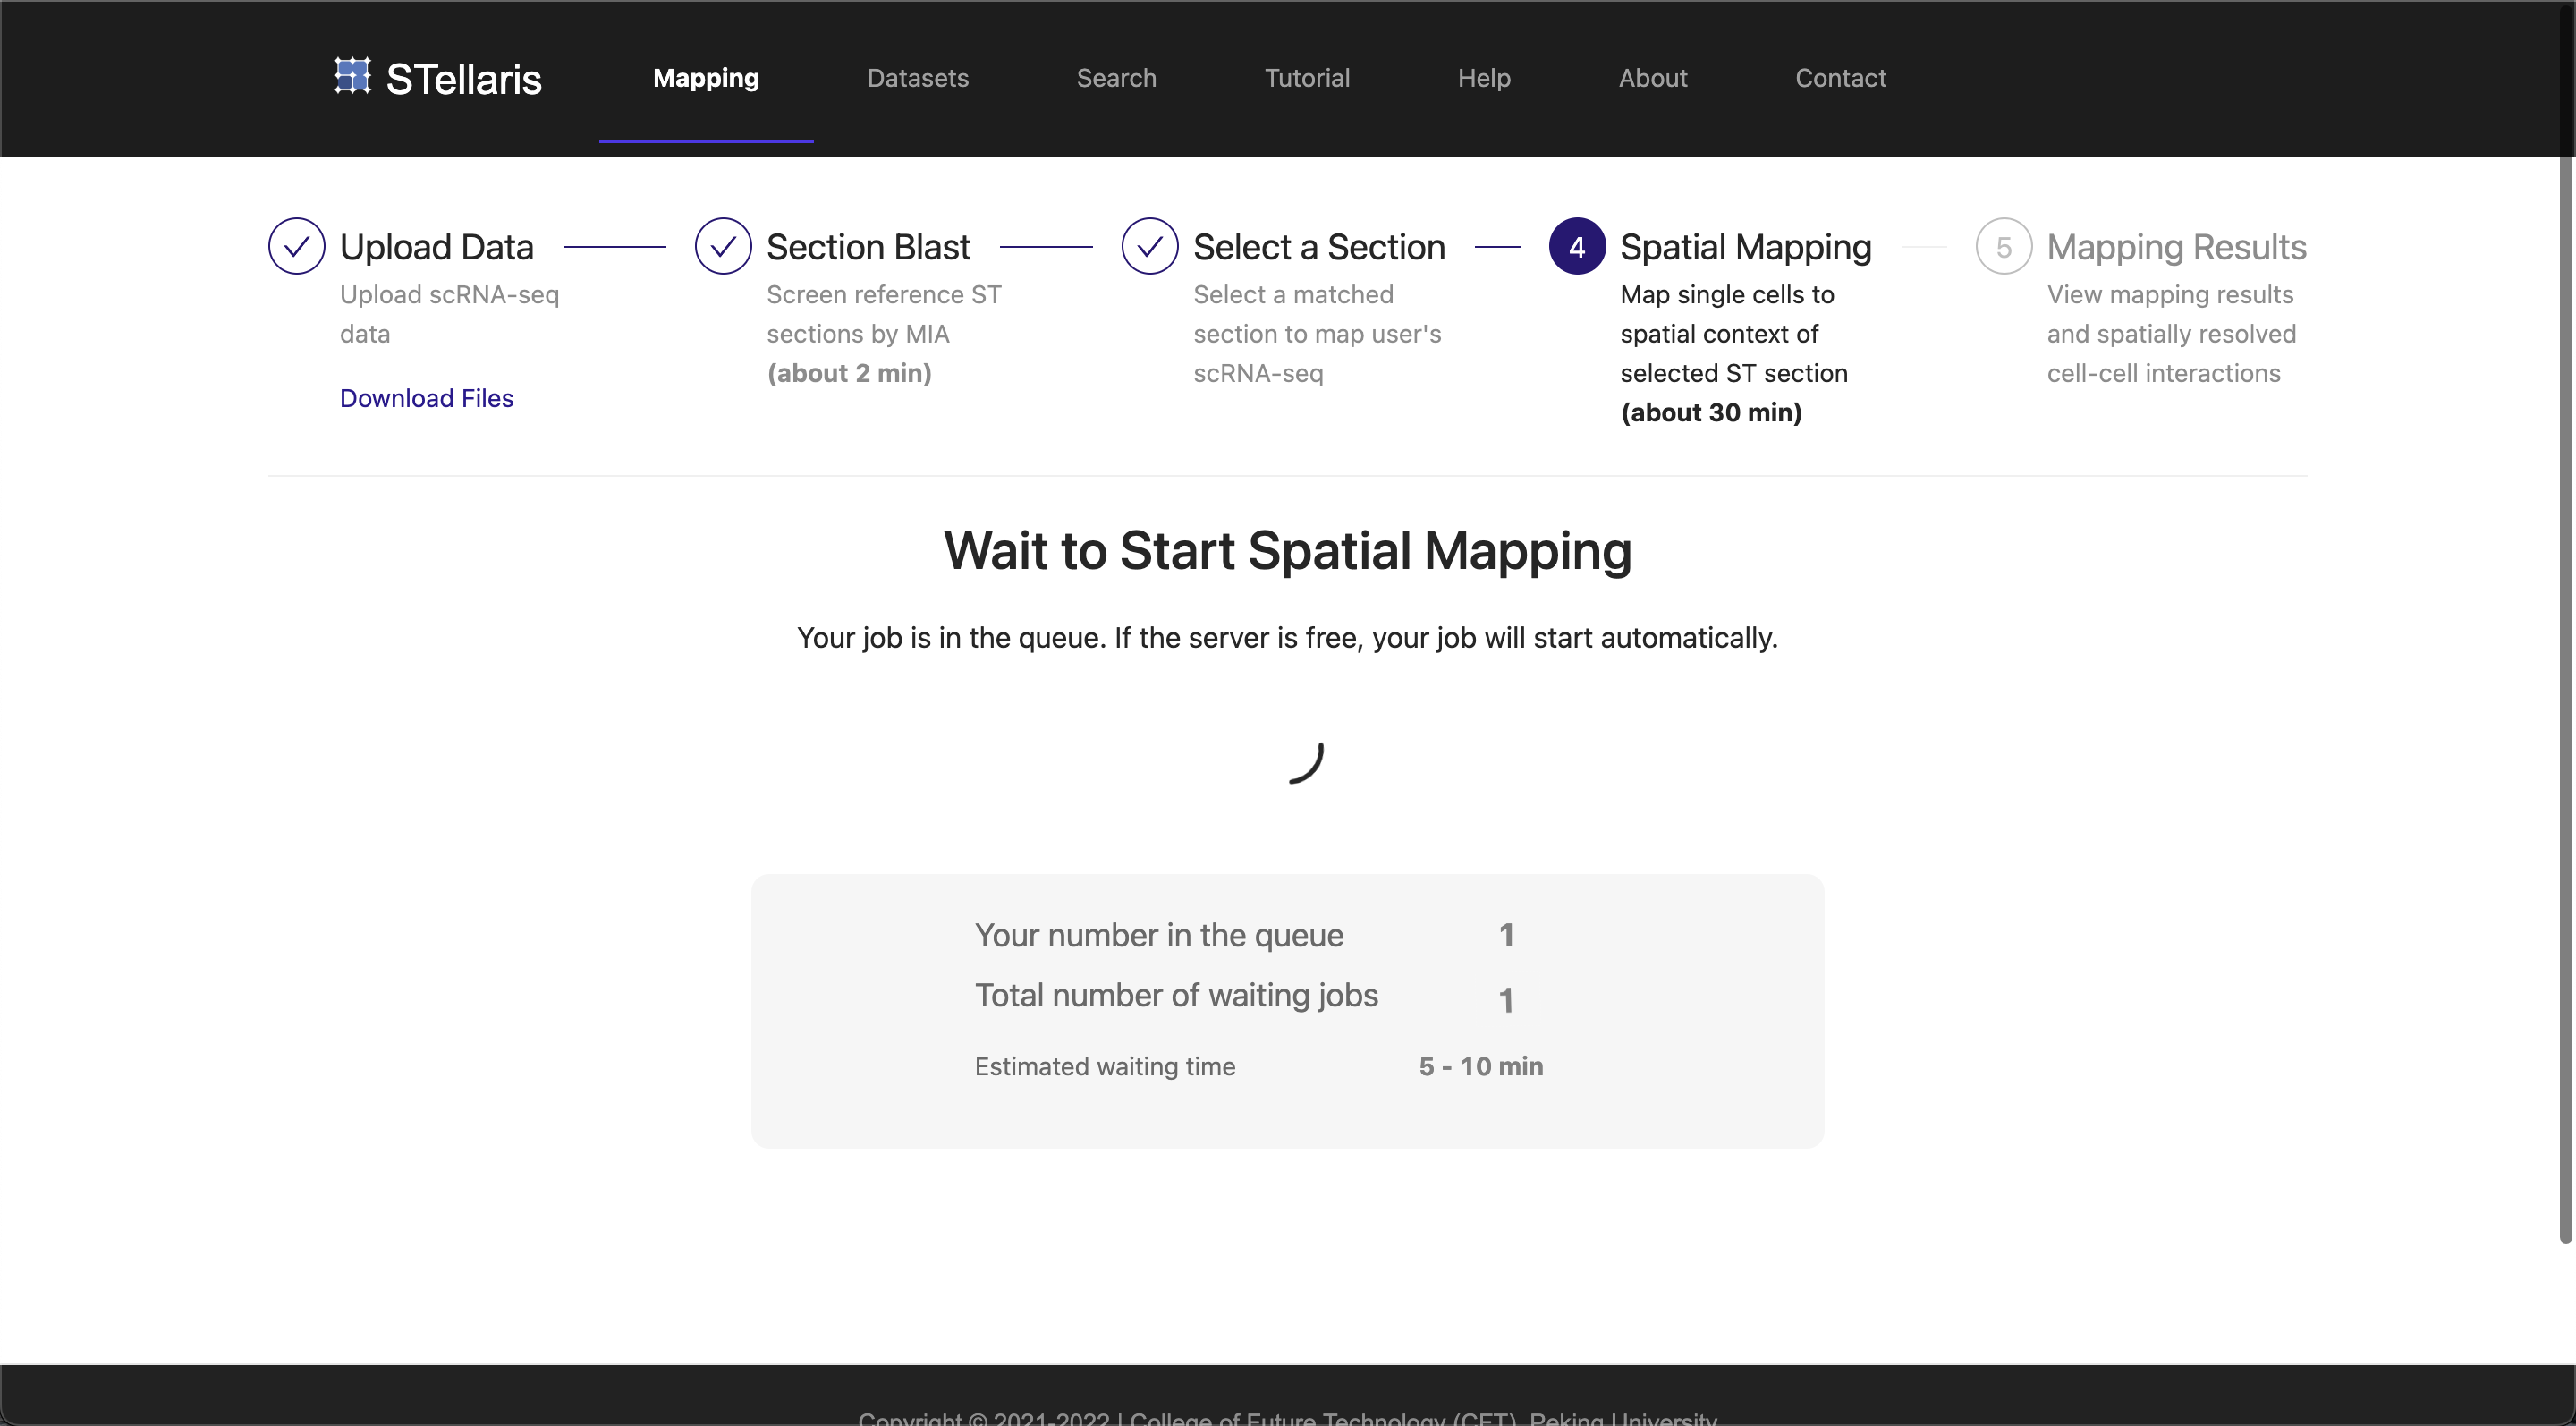 STellaris Mapping Datasets Search Tutorial Help About Contact
Upload Data
Upload scRNA-seq
data
Download Files
Section Blast
Screen reference ST
sections by MIA
(about 2 min)
Select a Section
Select a matched
section to map user's
scRNA-seq
4 Spatial Mapping
Map single cells to
spatial context of
selected ST section
(about 30 min)
5 Mapping Results
View mapping results
and spatially resolved
cell-cell interactions
Wait to Start Spatial Mapping
Your job is in the queue. If the server is free, your job will start automatically.
Your number in the queue 1
Total number of waiting jobs 1
Estimated waiting time 5 - 10 min
Copyright © 2021-2022 | College of Future Technology (CFT), Peking University